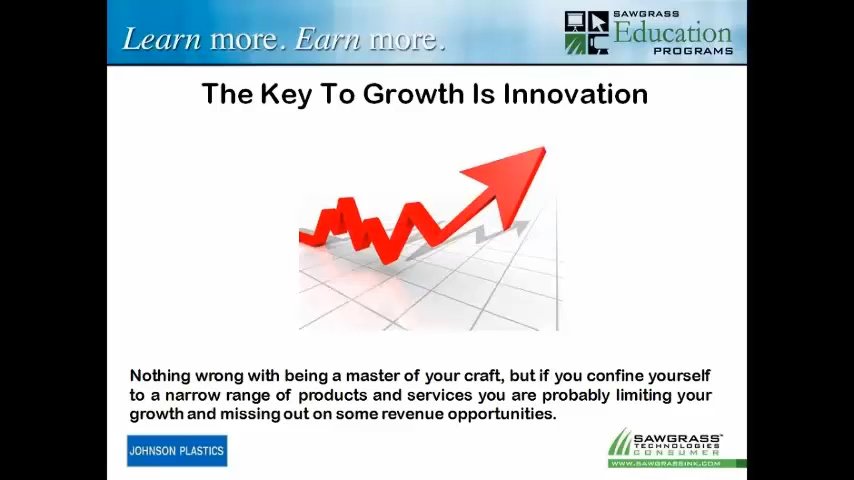 Learn more. Earn more.
SAWGRASS
Education
PROGRAMS
The Key To Growth Is Innovation
Nothing wrong with being a master of your craft, but if you confine yourself
to a narrow range of products and services you are probably limiting your
growth and missing out on some revenue opportunities.
JOHNSON PLASTICS
SAWGRASS™
TECHNOLOGIES
CONSUMER
WWW.SAWGRASSINK.COM